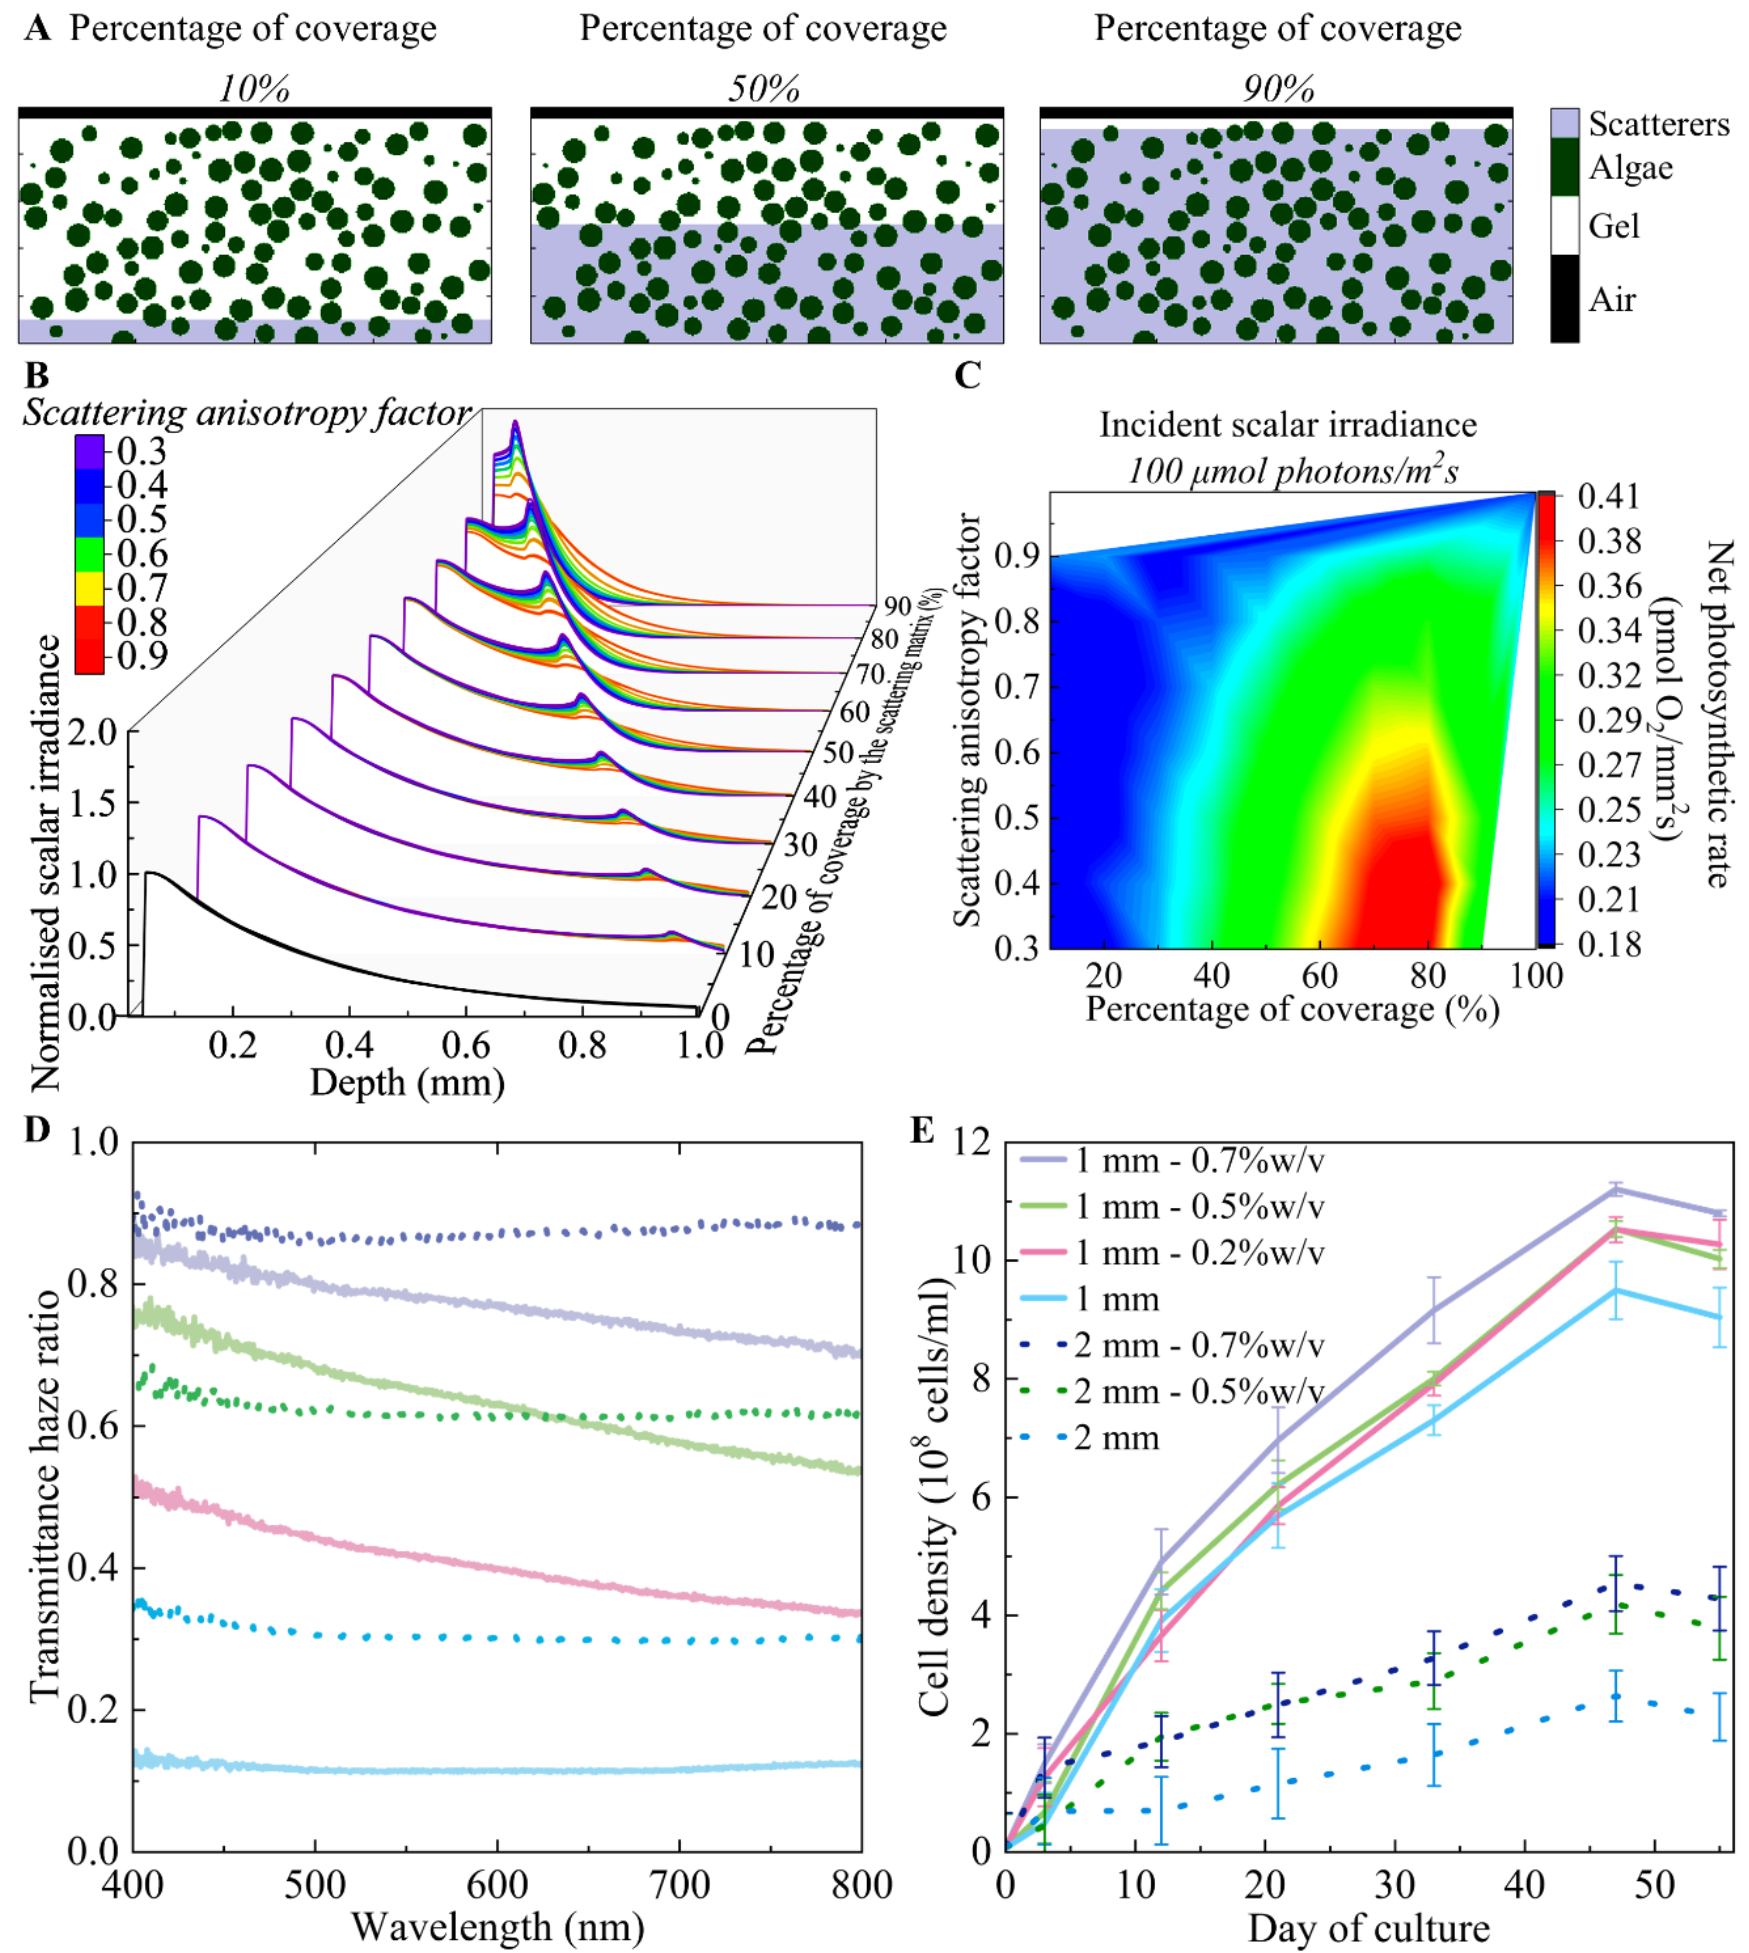 A Percentage of coverage Percentage of coverage Percentage of coverage
10% 50% 90%
Scatterers
Algae
Gel
Air
B
Scattering anisotropy factor
0.3
0.4
0.5
0.6
0.7
0.8
0.9
Normalised scalar irradiance
2.0
1.5
1.0
0.5
0.0
0.2 0.4 0.6 0.8 1.0
Depth (mm)
90
80
70
60
50
40
30
20
10
0
Percentage of coverage by the scattering matrix (%)
C
Incident scalar irradiance
100 μmol photons/m²s
Scattering anisotropy factor
0.9
0.8
0.7
0.6
0.5
0.4
0.3
20 40 60 80 100
Percentage of coverage (%)
0.41
0.38
0.36
0.34
0.32
0.29
0.27
0.25
0.23
0.21
0.18
Net photosynthetic rate
(pmol O₂/mm²s)
D
Transmittance haze ratio
1.0
0.8
0.6
0.4
0.2
0.0
400 500 600 700 800
Wavelength (nm)
E
Cell density (10⁸ cells/ml)
12
10
8
6
4
2
0
1 mm - 0.7%w/v
1 mm - 0.5%w/v
1 mm - 0.2%w/v
1 mm
2 mm - 0.7%w/v
2 mm - 0.5%w/v
2 mm
0 10 20 30 40 50
Day of culture